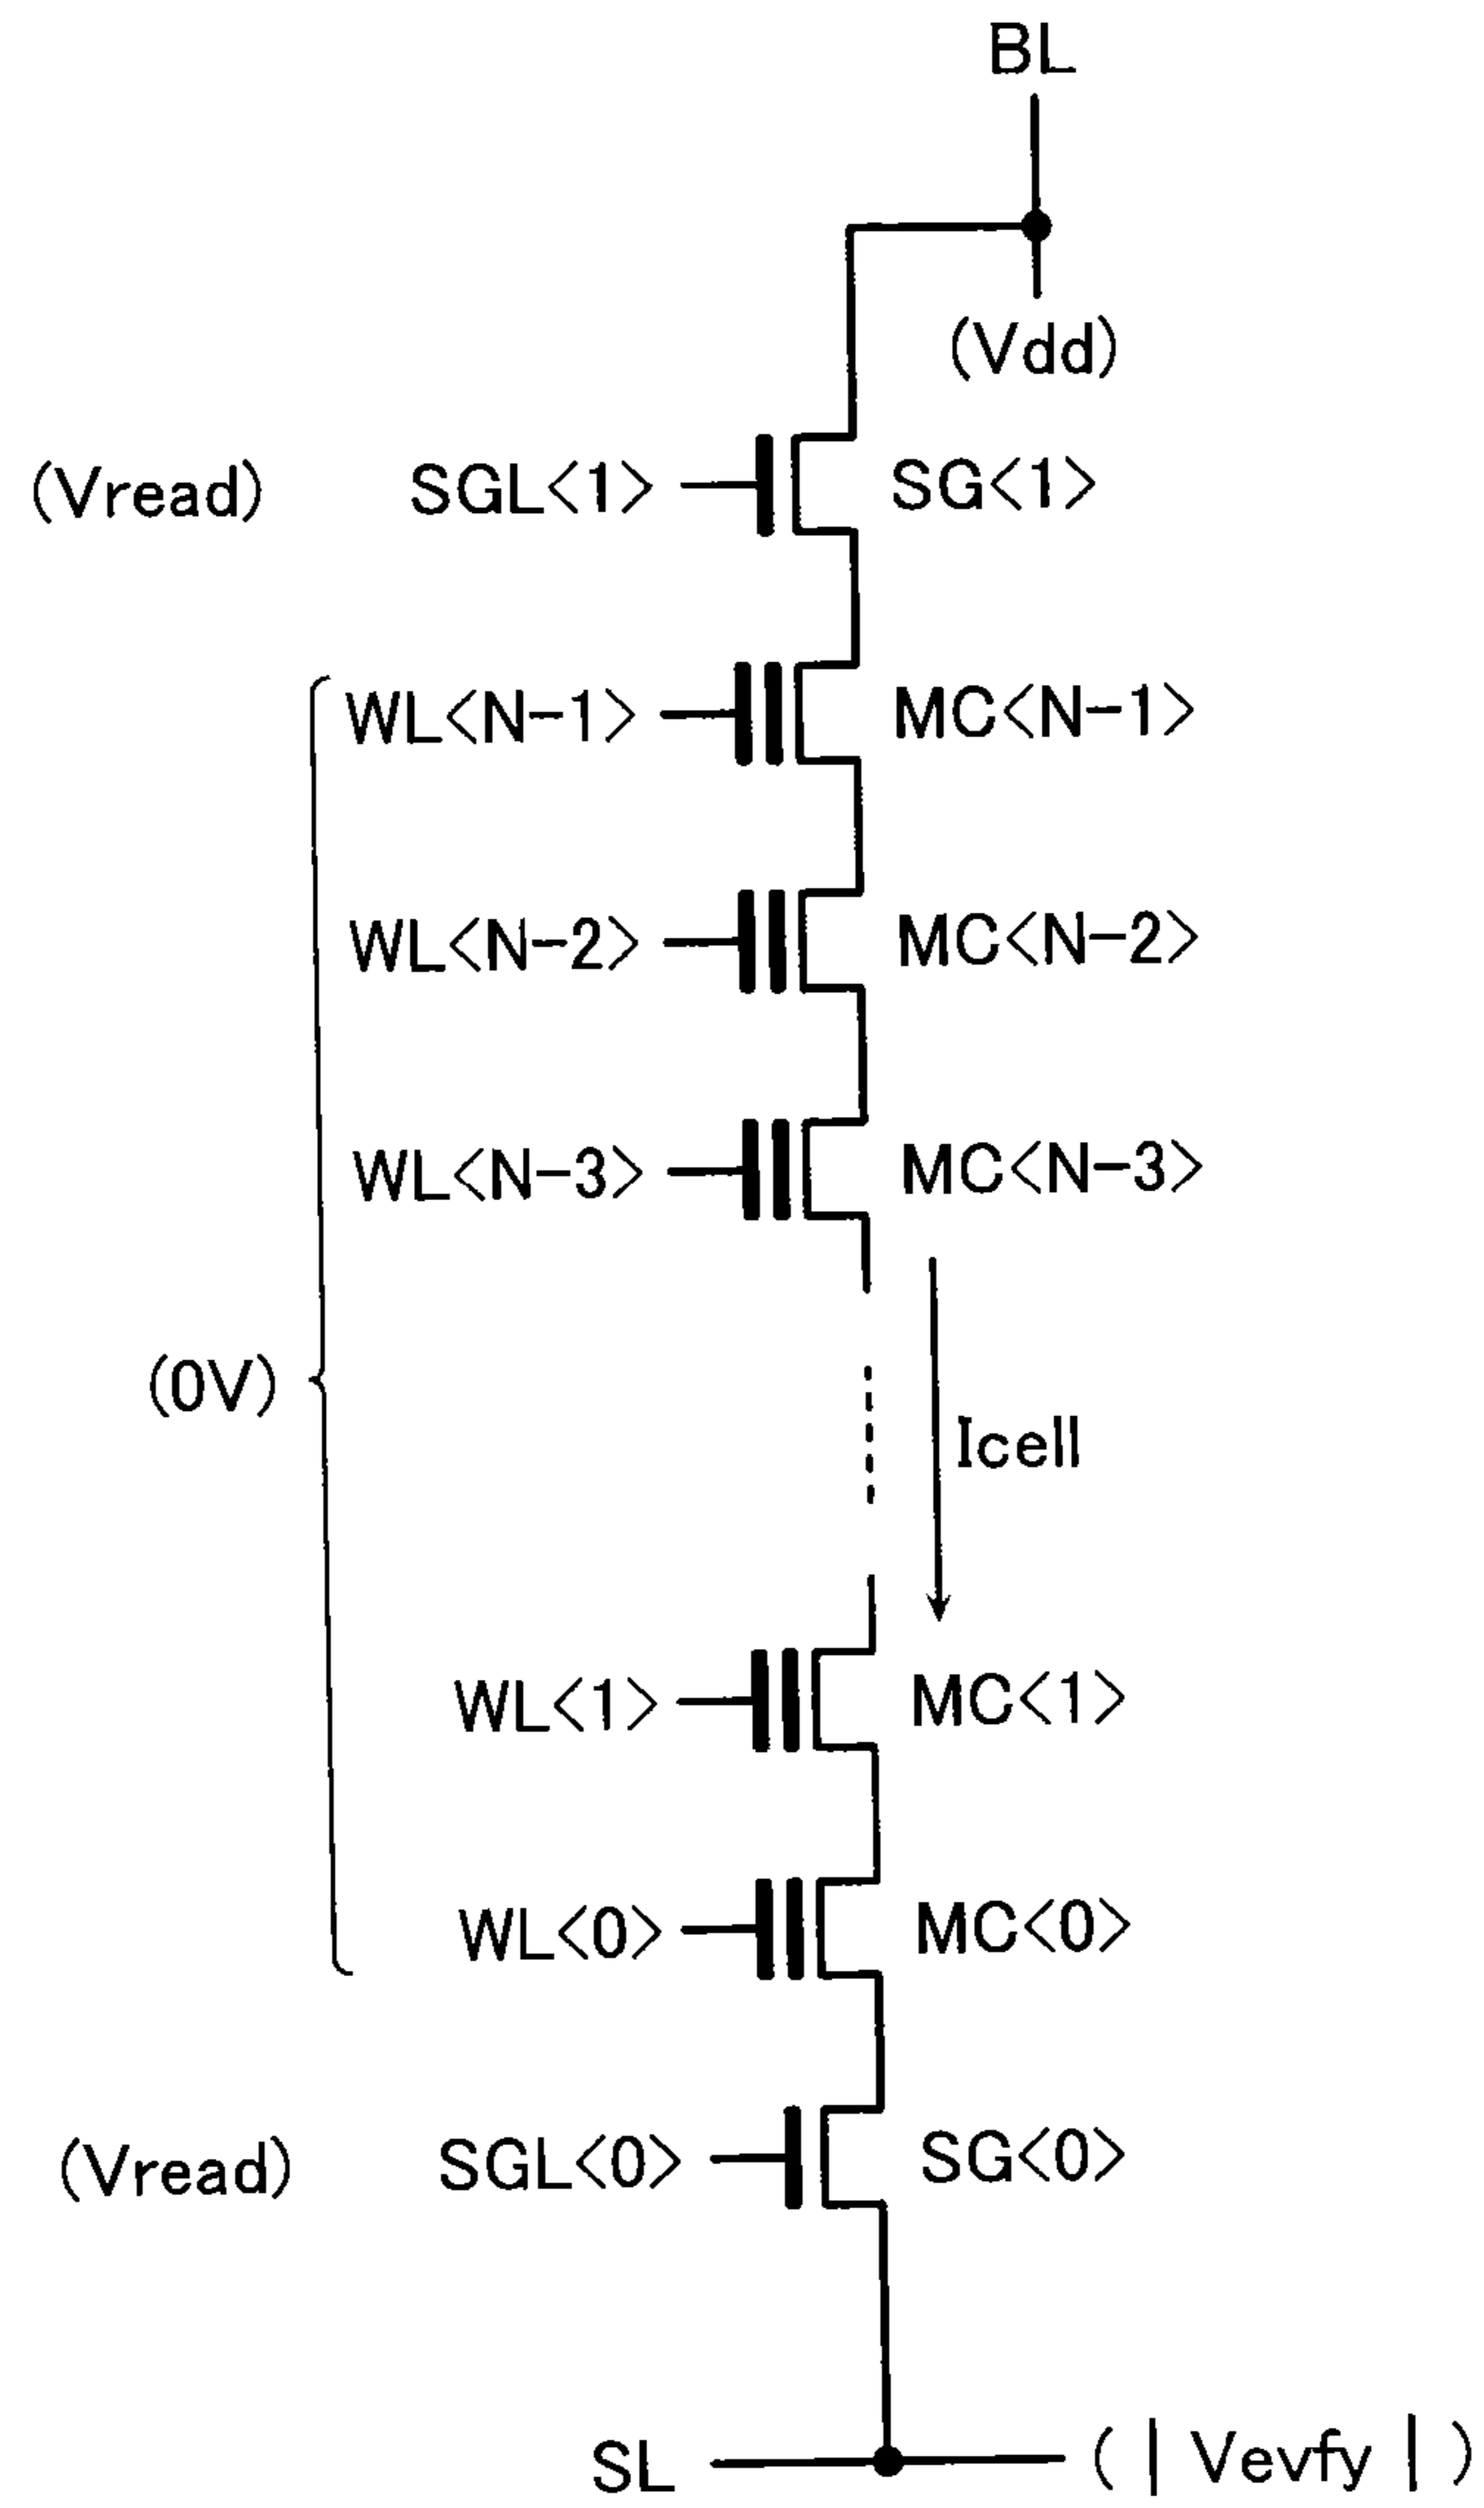 BL
(Vdd)
(Vread) SGL<1> SG<1>
WL<N-1> MC<N-1>
WL<N-2> MC<N-2>
WL<N-3> MC<N-3>
(0V)
Icell
WL<1> MC<1>
WL<0> MC<0>
(Vread) SGL<0> SG<0>
SL (|Vevfy|)